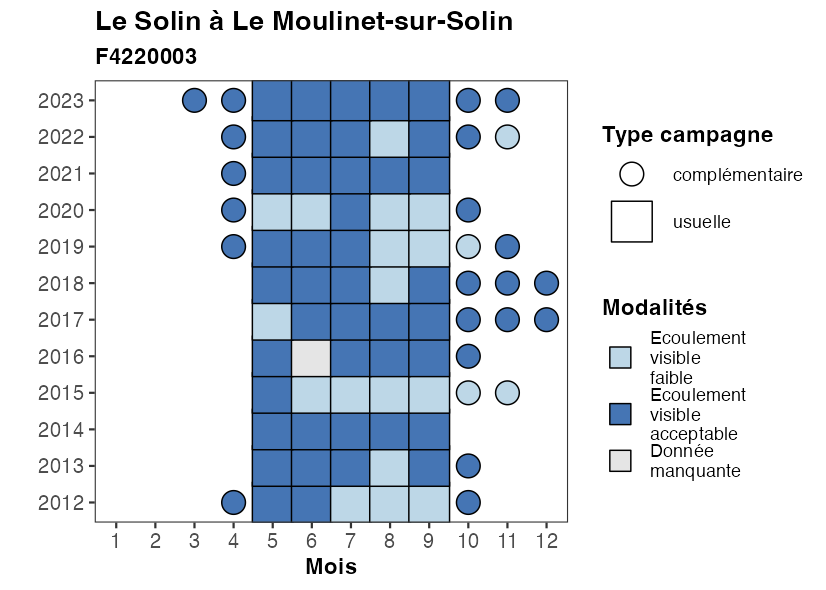 Le Solin à Le Moulinet-sur-Solin
F4220003
2023
2022
2021
2020
2019
2018
2017
2016
2015
2014
2013
2012
1 2 3 4 5 6 7 8 9 10 11 12
Mois
Type campagne
complémentaire
usuelle
Modalités
Ecoulement
visible
faible
Ecoulement
visible
acceptable
Donnée
manquante